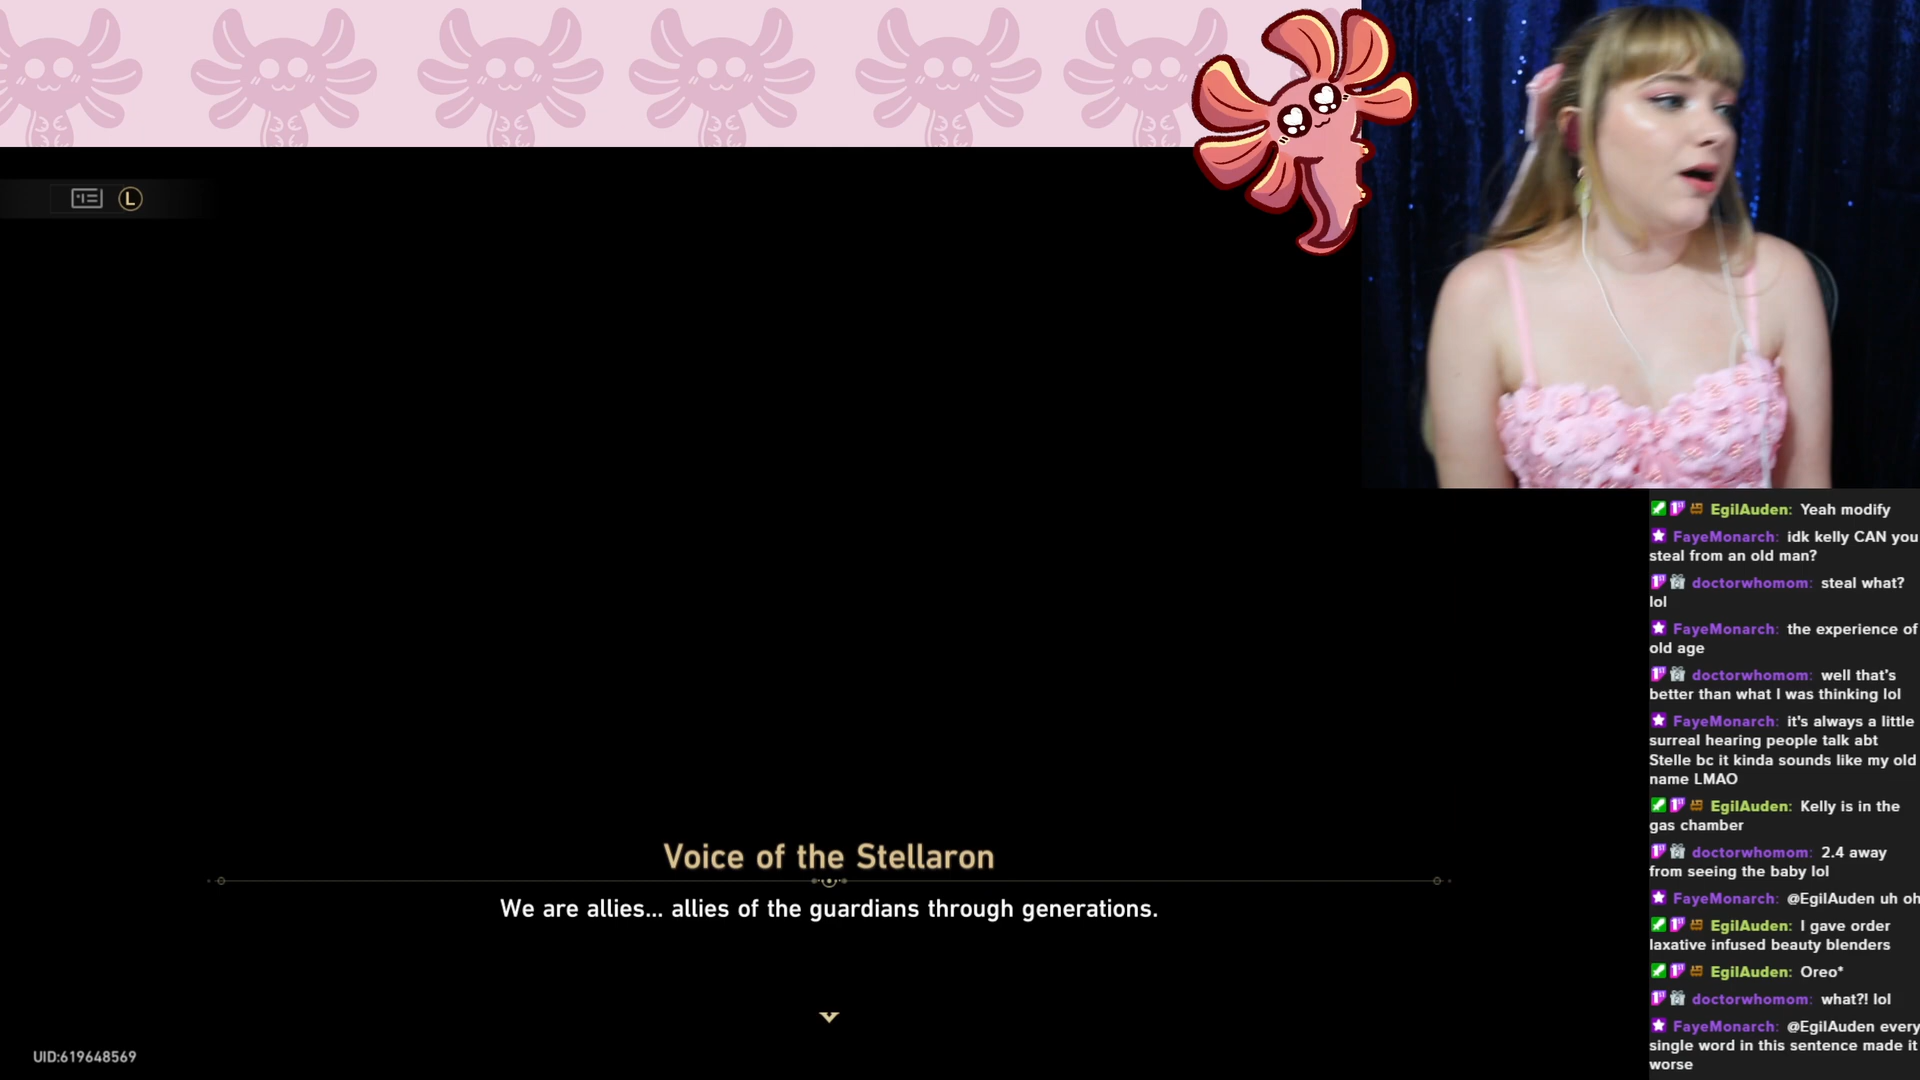 L
Voice of the Stellaron
We are allies... allies of the guardians through generations.
UID:619648569
EgilAuden: Yeah modify
FayeMonarch: idk kelly CAN you
steal from an old man?
doctorwhomom: steal what?
lol
FayeMonarch: the experience of
old age
doctorwhomom: well that's
better than what I was thinking lol
FayeMonarch: it's always a little
surreal hearing people talk abt
Stelle bc it kinda sounds like my old
name LMAO
EgilAuden: Kelly is in the
gas chamber
doctorwhomom: 2.4 away
from seeing the baby lol
FayeMonarch: @EgilAuden uh oh
EgilAuden: I gave order
laxative infused beauty blenders
EgilAuden: Oreo*
doctorwhomom: what?! lol
FayeMonarch: @EgilAuden every
single word in this sentence made it
worse